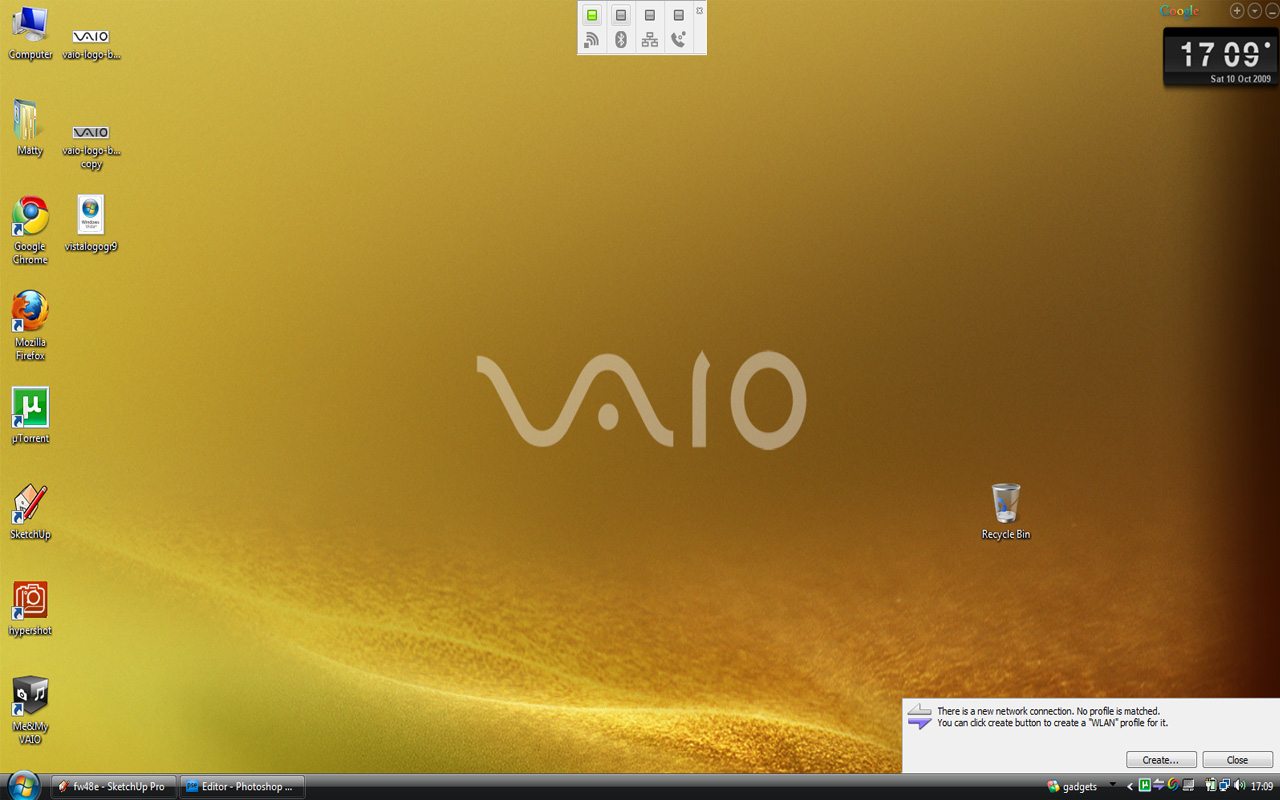 Computer
vaio-logo-b...
VAIO
Google
17 09
Sat 10 Oct 2009
Matty
VAIO
vaio-logo-b...
copy
Google
Chrome
vistalogogr9
Mozilla
Firefox
VAIO
µ
µTorrent
SketchUp
Recycle Bin
hypershot
Me&My
VAIO
There is a new network connection. No profile is matched.
You can click create button to create a "WLAN" profile for it.
Create...
Close
fw48e - SketchUp Pro
Editor - Photoshop ...
gadgets
17:09